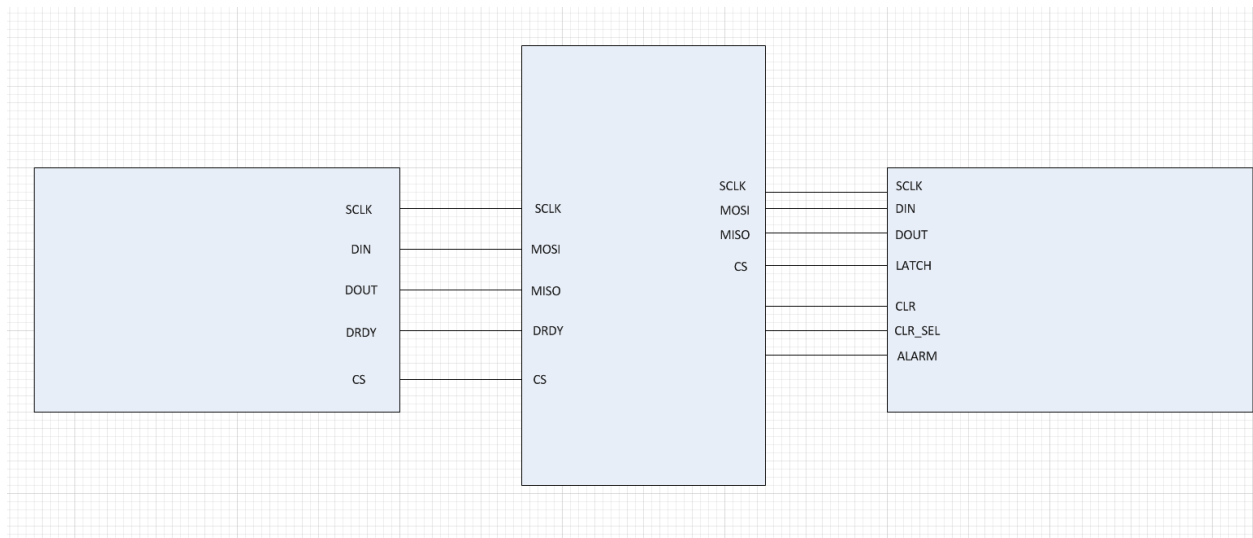 SCLK
DIN
DOUT
DRDY
CS
SCLK
MOSI
MISO
DRDY
CS
SCLK
MOSI
MISO
CS
SCLK
DIN
DOUT
LATCH
CLR
CLR_SEL
ALARM